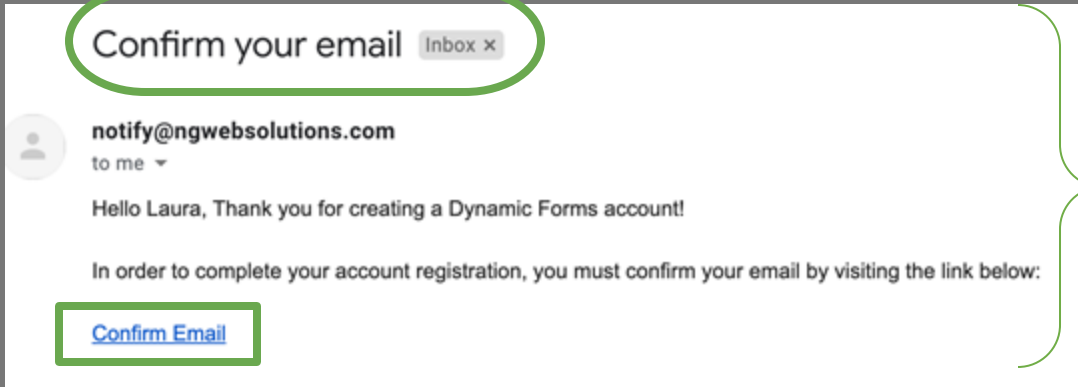 Confirm your email Inbox ×
notify@ngwebsolutions.com
to me
Hello Laura, Thank you for creating a Dynamic Forms account!
In order to complete your account registration, you must confirm your email by visiting the link below:
Confirm Email